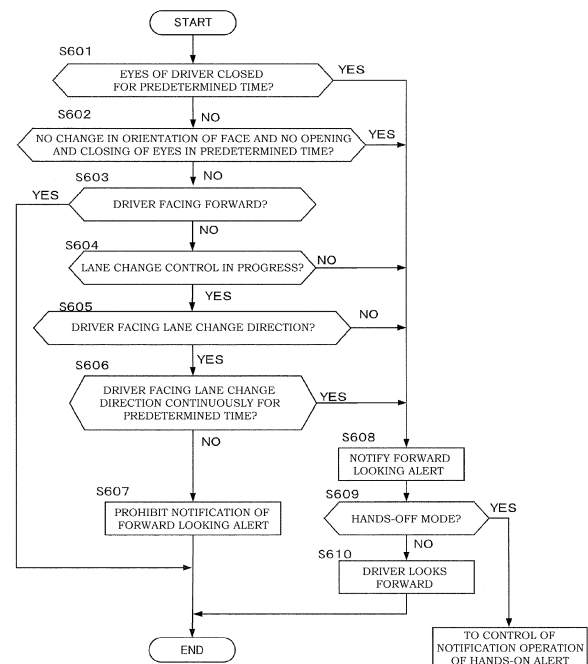 START
S601
EYES OF DRIVER CLOSED
FOR PREDETERMINED TIME?
YES
NO
S602
NO CHANGE IN ORIENTATION OF FACE AND NO OPENING
AND CLOSING OF EYES IN PREDETERMINED TIME?
YES
NO
S603
YES
DRIVER FACING FORWARD?
NO
S604
LANE CHANGE CONTROL IN PROGRESS?
NO
YES
S605
DRIVER FACING LANE CHANGE DIRECTION?
NO
YES
S606
DRIVER FACING LANE CHANGE
DIRECTION CONTINUOUSLY FOR
PREDETERMINED TIME?
YES
NO
S607
PROHIBIT NOTIFICATION OF
FORWARD LOOKING ALERT
S608
NOTIFY FORWARD
LOOKING ALERT
S609
HANDS-OFF MODE?
YES
NO
S610
DRIVER LOOKS
FORWARD
END
TO CONTROL OF
NOTIFICATION OPERATION
OF HANDS-ON ALERT